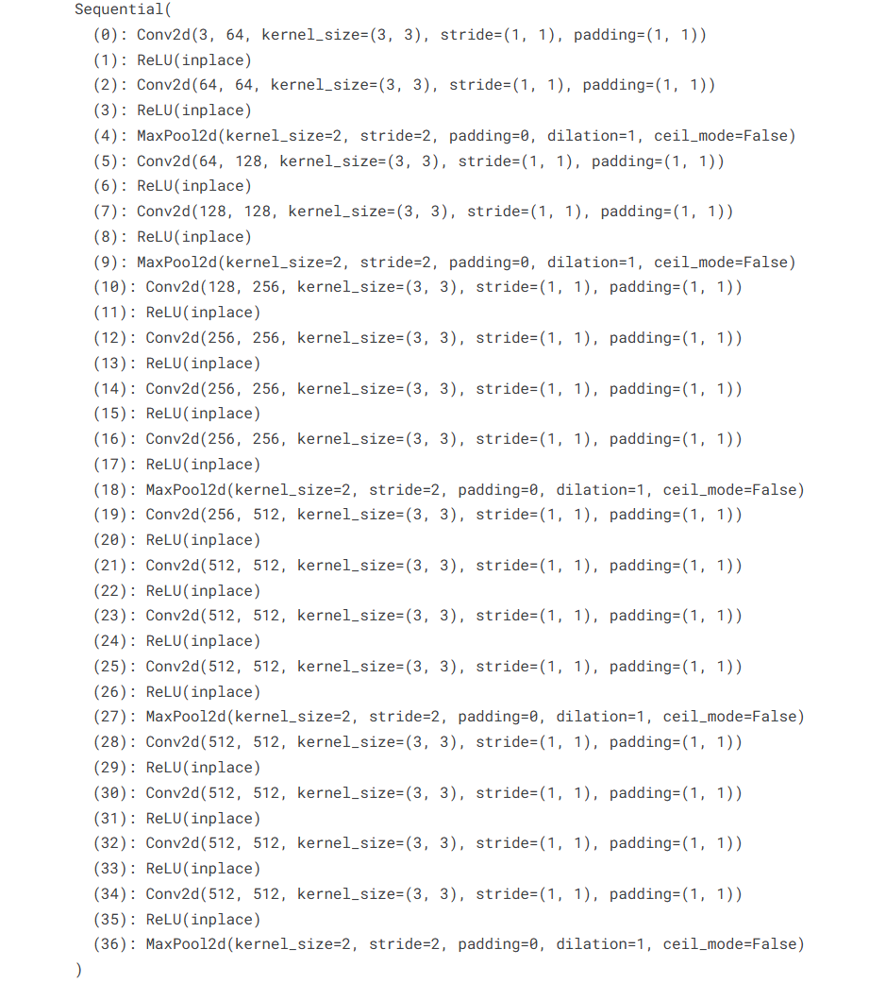 Sequential(
(0): Conv2d(3, 64, kernel_size=(3, 3), stride=(1, 1), padding=(1, 1))
(1): ReLU(inplace)
(2): Conv2d(64, 64, kernel_size=(3, 3), stride=(1, 1), padding=(1, 1))
(3): ReLU(inplace)
(4): MaxPool2d(kernel_size=2, stride=2, padding=0, dilation=1, ceil_mode=False)
(5): Conv2d(64, 128, kernel_size=(3, 3), stride=(1, 1), padding=(1, 1))
(6): ReLU(inplace)
(7): Conv2d(128, 128, kernel_size=(3, 3), stride=(1, 1), padding=(1, 1))
(8): ReLU(inplace)
(9): MaxPool2d(kernel_size=2, stride=2, padding=0, dilation=1, ceil_mode=False)
(10): Conv2d(128, 256, kernel_size=(3, 3), stride=(1, 1), padding=(1, 1))
(11): ReLU(inplace)
(12): Conv2d(256, 256, kernel_size=(3, 3), stride=(1, 1), padding=(1, 1))
(13): ReLU(inplace)
(14): Conv2d(256, 256, kernel_size=(3, 3), stride=(1, 1), padding=(1, 1))
(15): ReLU(inplace)
(16): Conv2d(256, 256, kernel_size=(3, 3), stride=(1, 1), padding=(1, 1))
(17): ReLU(inplace)
(18): MaxPool2d(kernel_size=2, stride=2, padding=0, dilation=1, ceil_mode=False)
(19): Conv2d(256, 512, kernel_size=(3, 3), stride=(1, 1), padding=(1, 1))
(20): ReLU(inplace)
(21): Conv2d(512, 512, kernel_size=(3, 3), stride=(1, 1), padding=(1, 1))
(22): ReLU(inplace)
(23): Conv2d(512, 512, kernel_size=(3, 3), stride=(1, 1), padding=(1, 1))
(24): ReLU(inplace)
(25): Conv2d(512, 512, kernel_size=(3, 3), stride=(1, 1), padding=(1, 1))
(26): ReLU(inplace)
(27): MaxPool2d(kernel_size=2, stride=2, padding=0, dilation=1, ceil_mode=False)
(28): Conv2d(512, 512, kernel_size=(3, 3), stride=(1, 1), padding=(1, 1))
(29): ReLU(inplace)
(30): Conv2d(512, 512, kernel_size=(3, 3), stride=(1, 1), padding=(1, 1))
(31): ReLU(inplace)
(32): Conv2d(512, 512, kernel_size=(3, 3), stride=(1, 1), padding=(1, 1))
(33): ReLU(inplace)
(34): Conv2d(512, 512, kernel_size=(3, 3), stride=(1, 1), padding=(1, 1))
(35): ReLU(inplace)
(36): MaxPool2d(kernel_size=2, stride=2, padding=0, dilation=1, ceil_mode=False)
)